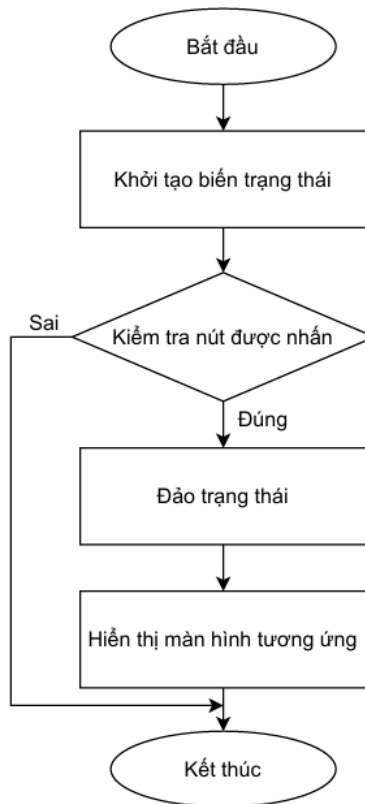 Bắt đầu
Khởi tạo biến trạng thái
Sai
Kiểm tra nút được nhấn
Đúng
Đảo trạng thái
Hiển thị màn hình tương ứng
Kết thúc